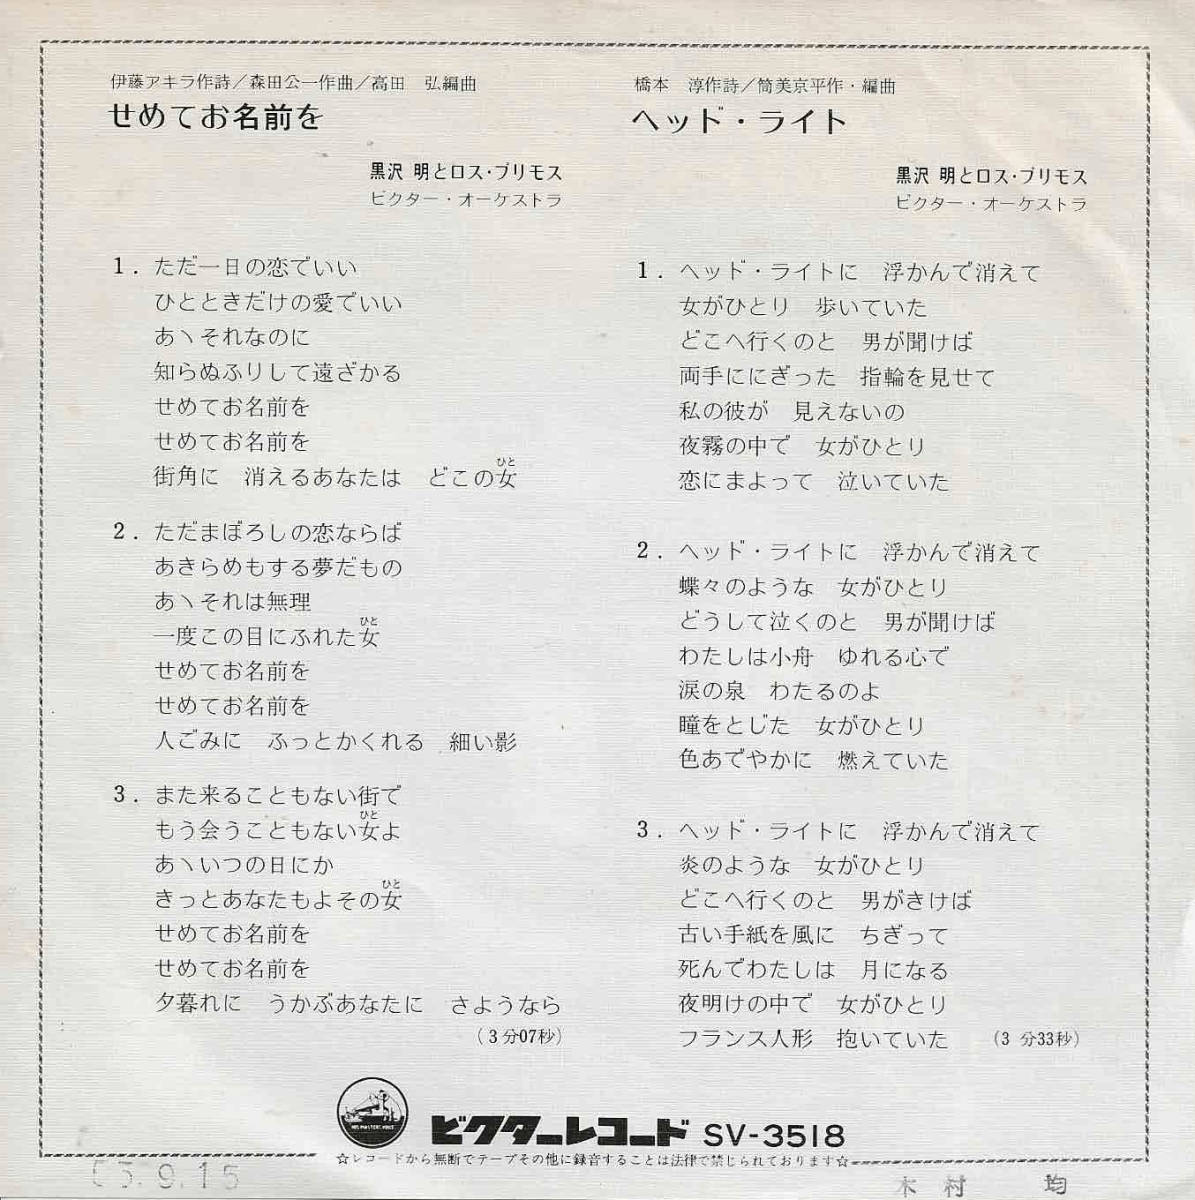 伊藤アキラ作詩/森田公一作曲/高田　弘編曲
せめてお名前を
黒沢 明とロス・プリモス
ビクター・オーケストラ
1. ただ一日の恋でいい
ひとときだけの愛でいい
あヽそれなのに
知らぬふりして遠ざかる
せめてお名前を
せめてお名前を
街角に　消えるあなたは　どこの女(ひと)
2. ただまぼろしの恋ならば
あきらめもする夢だもの
あヽそれは無理
一度この目にふれた女(ひと)
せめてお名前を
せめてお名前を
人ごみに　ふっとかくれる　細い影
3. また来ることもない街で
もう会うこともない女(ひと)よ
あヽいつの日にか
きっとあなたもよその女(ひと)
せめてお名前を
せめてお名前を
夕暮れに　うかぶあなたに　さようなら
(3分07秒)
橋本　淳作詩/筒美京平作・編曲
ヘッド・ライト
黒沢 明とロス・プリモス
ビクター・オーケストラ
1. ヘッド・ライトに　浮かんで消えて
女がひとり　歩いていた
どこへ行くのと　男が聞けば
両手ににぎった　指輪を見せて
私の彼が　見えないの
夜霧の中で　女がひとり
恋にまよって　泣いていた
2. ヘッド・ライトに　浮かんで消えて
蝶々のような　女がひとり
どうして泣くのと　男が聞けば
わたしは小舟　ゆれる心で
涙の泉　わたるのよ
瞳をとじた　女がひとり
色あでやかに　燃えていた
3. ヘッド・ライトに　浮かんで消えて
炎のような　女がひとり
どこへ行くのと　男がきけば
古い手紙を風に　ちぎって
死んでわたしは　月になる
夜明けの中で　女がひとり
フランス人形　抱いていた　(3 分33秒)
HIS MASTERS VOICE
ビクターレコード SV-3518
☆レコードから無断でテープその他に録音することは法律で禁じられております☆
.9.15
木村　均